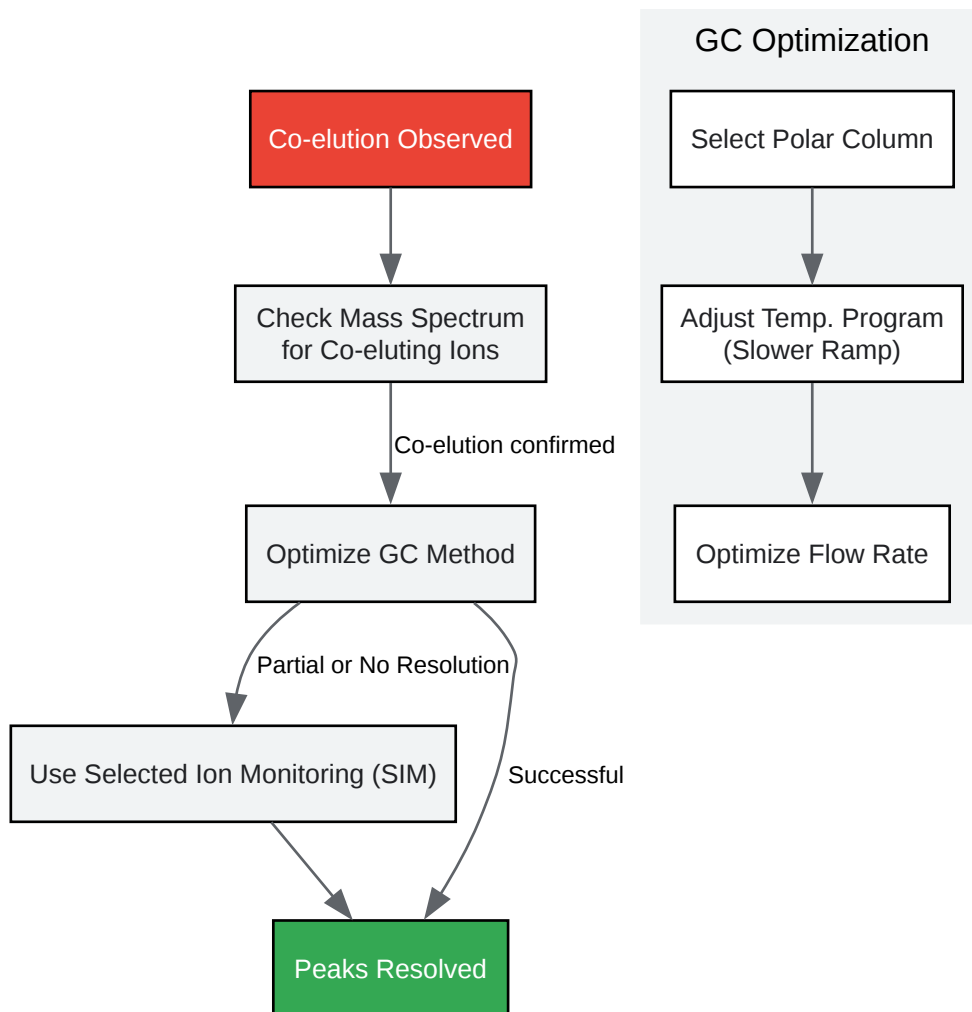 Co-elution Observed
Check Mass Spectrum
for Co-eluting Ions
Co-elution confirmed
Optimize GC Method
Partial or No Resolution
Use Selected Ion Monitoring (SIM)
Successful
Peaks Resolved
GC Optimization
Select Polar Column
Adjust Temp. Program
(Slower Ramp)
Optimize Flow Rate